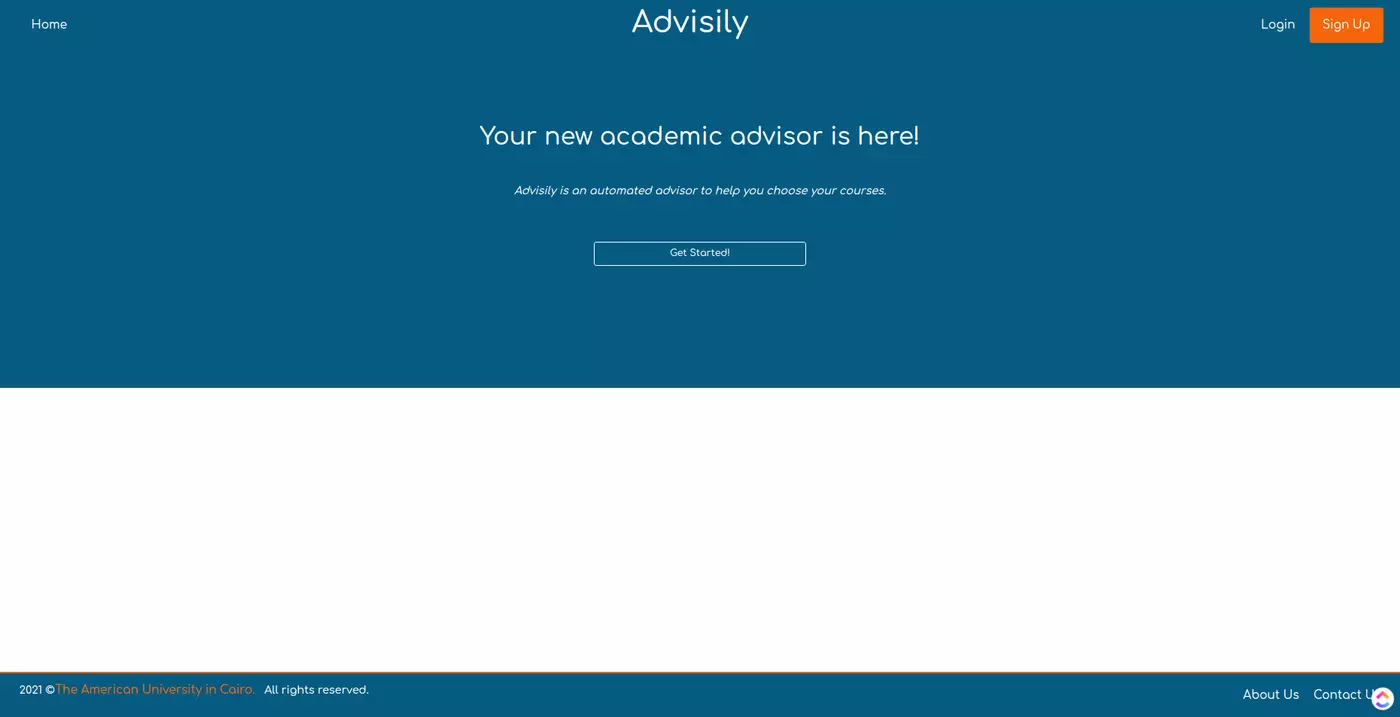 Home
Advisily
Login
Sign Up
Your new academic advisor is here!
Advisily is an automated advisor to help you choose your courses.
Get Started!
2021 ©The American University in Cairo. All rights reserved.
About Us
Contact